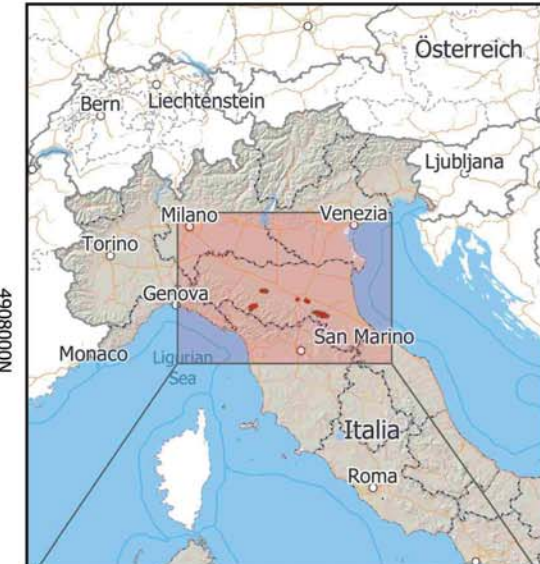 Österreich
Bern
Liechtenstein
Ljubljana
Milano
Venezia
Torino
Genova
4908000N
San Marino
Monaco
Ligurian
Sea
Italia
Roma